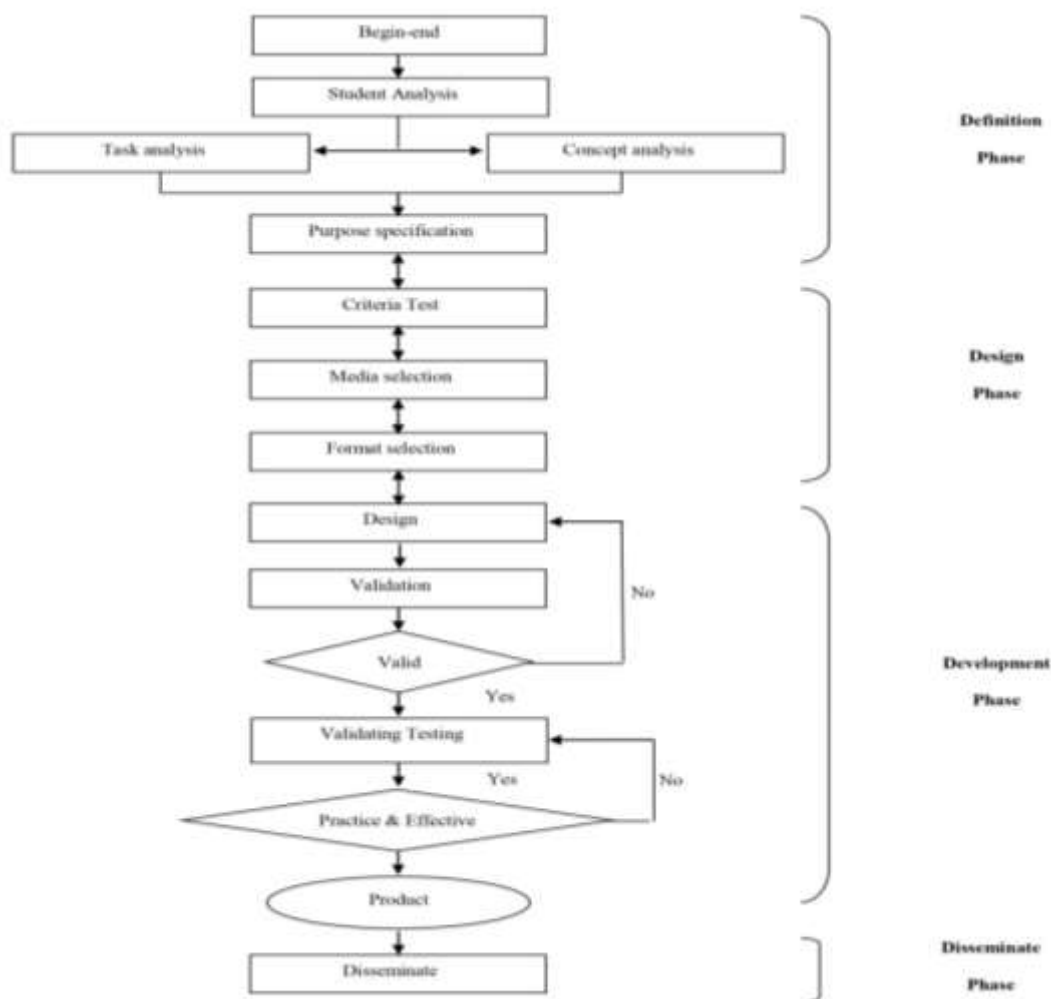 Begin-end
Student Analysis
Task analysis
Concept analysis
Definition
Phase
Purpose specification
Criteria Test
Media selection
Design
Phase
Format selection
Design
Validation
No
Valid
Development
Phase
Yes
Validating Testing
Yes
No
Practice & Effective
Product
Disseminate
Phase
Disseminate